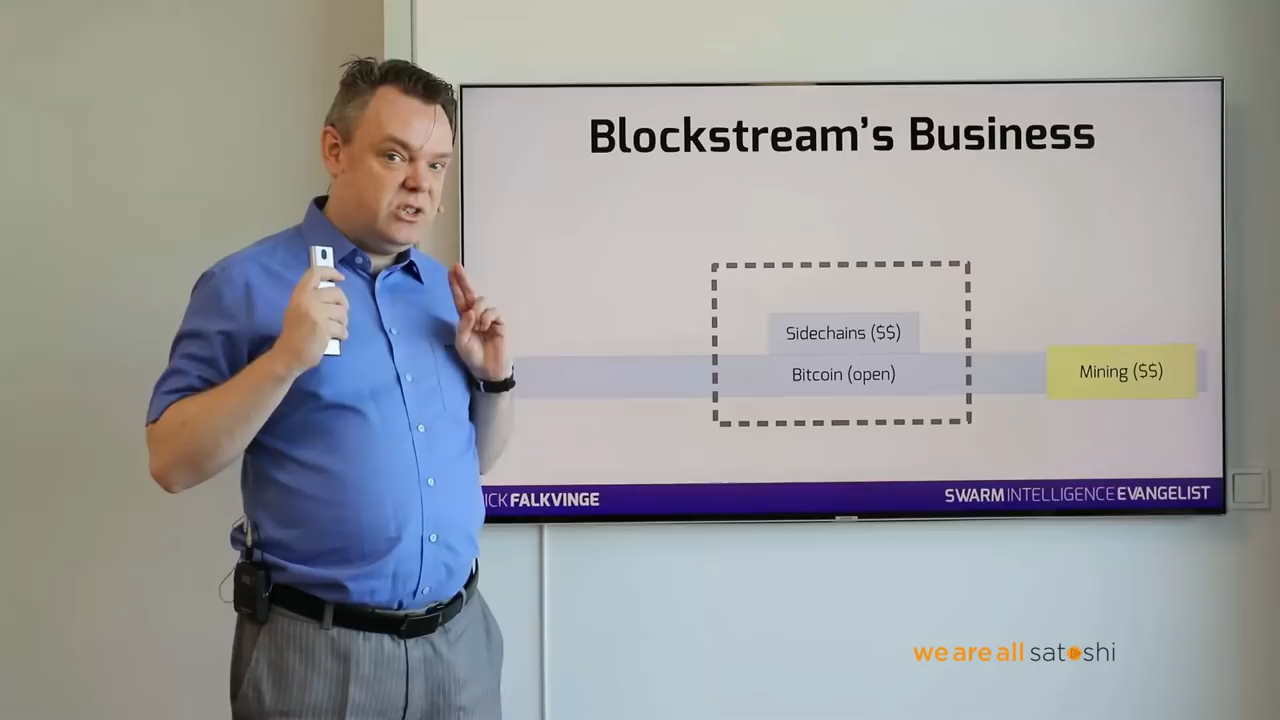 Blockstream's Business
Sidechains ($$)
Bitcoin (open)
Mining ($$)
ICK FALKVINGE
SWARM INTELLIGENCE EVANGELIST
we are all satoshi